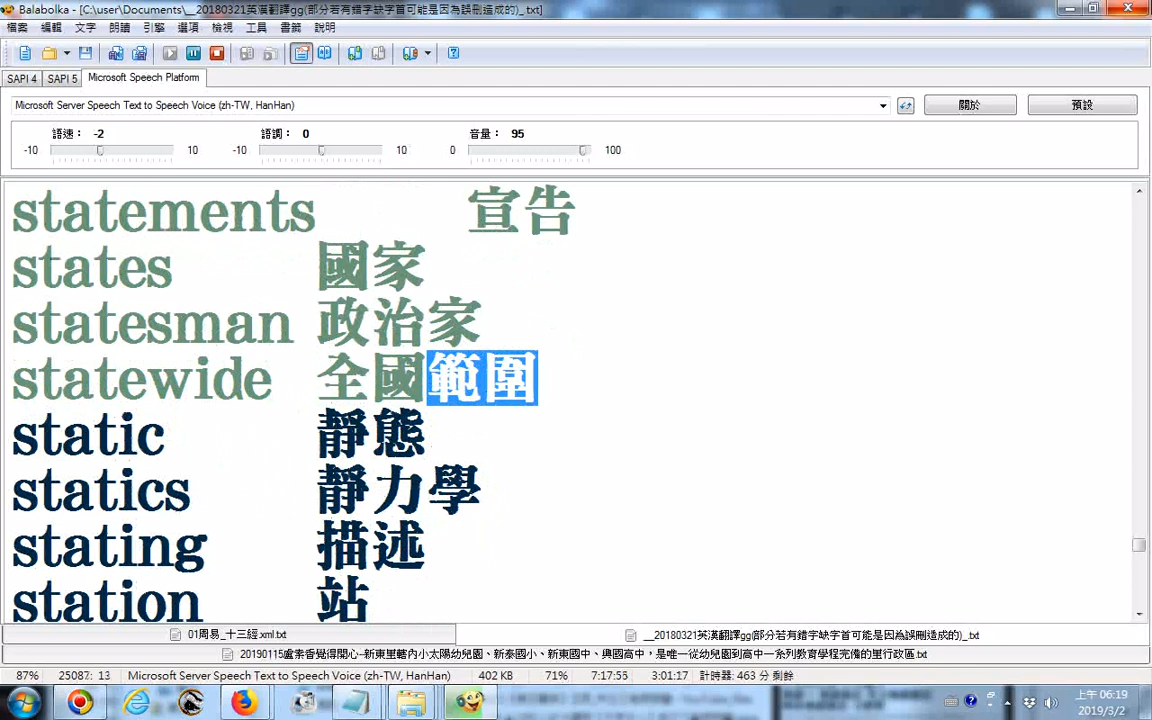 Balabolka - [C:\user\Documents\__20180321英漢翻譯gg(部分若有錯字缺字首可能是因為誤刪造成的)_.txt]
檔案 編輯 文字 朗讀 引擎 選項 檢視 工具 書籤 說明
SAPI 4 SAPI 5 Microsoft Speech Platform
Microsoft Server Speech Text to Speech Voice (zh-TW, HanHan) 關於 預設
語速： -2 語調： 0 音量： 95
-10 10 -10 10 0 100
statements 宣告
states 國家
statesman 政治家
statewide 全國範圍
static 靜態
statics 靜力學
stating 描述
station 站
01周易_十三經.xml.txt __20180321英漢翻譯gg(部分若有錯字缺字首可能是因為誤刪造成的)_.txt
20190115盧素香覺得開心~新東里轄內小太陽幼兒園、新泰國小、新東國中、興國高中，是唯一從幼兒園到高中一系列教育學程完備的里行政區.txt
87% 25087: 13 Microsoft Server Speech Text to Speech Voice (zh-TW, HanHan) 402 KB 71% 7:17:55 3:01:17 計時器: 463 分 剩餘
上午 06:19
2019/3/2